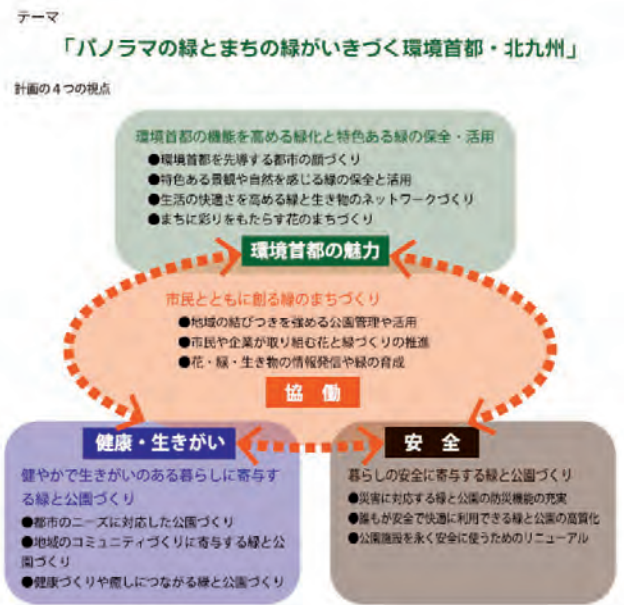 テーマ
「パノラマの緑とまちの緑がいきづく環境首都・北九州」
計画の4つの視点
環境首都の機能を高める緑化と特色ある緑の保全・活用
●環境首都を先導する都市の顔づくり
●特色ある景観や自然を感じる緑の保全と活用
●生活の快適さを高める緑と生き物のネットワークづくり
●まちに彩りをもたらす花のまちづくり
環境首都の魅力
市民とともに創る緑のまちづくり
●地域の結びつきを強める公園管理や活用
●市民や企業が取り組む花と緑づくりの推進
●花・緑・生き物の情報発信や緑の育成
協働
健康・生きがい
健やかで生きがいのある暮らしに寄与す
る緑と公園づくり
●都市のニーズに対応した公園づくり
●地域のコミュニティづくりに寄与する緑と公
園づくり
●健康づくりや癒しにつながる緑と公園づくり
安全
暮らしの安全に寄与する緑と公園づくり
●災害に対応する緑と公園の防災機能の充実
●誰もが安全で快適に利用できる緑と公園の高質化
●公園施設を永く安全に使うためのリニューアル